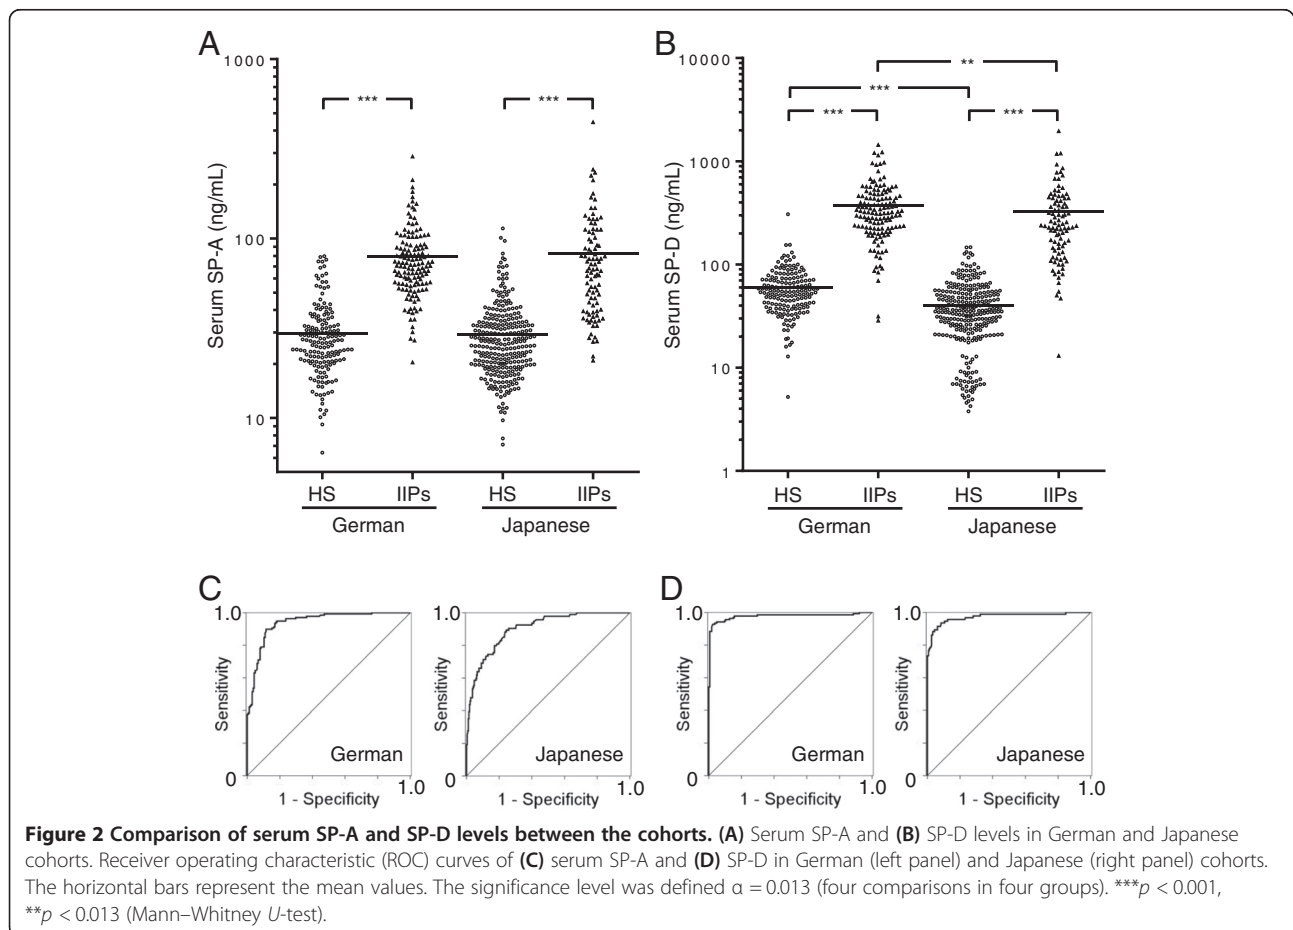 A
1000
100
10
Serum SP-A (ng/mL)
***
***
HS
IIPs
HS
IIPs
German
Japanese
B
10000
1000
100
10
1
Serum SP-D (ng/mL)
**
***
***
***
HS
IIPs
HS
IIPs
German
Japanese
C
1.0
Sensitivity
German
0
1.0
1 - Specificity
1.0
Sensitivity
Japanese
0
1.0
1 - Specificity
D
1.0
Sensitivity
German
0
1.0
1 - Specificity
1.0
Sensitivity
Japanese
0
1.0
1 - Specificity
Figure 2 Comparison of serum SP-A and SP-D levels between the cohorts. (A) Serum SP-A and (B) SP-D levels in German and Japanese
cohorts. Receiver operating characteristic (ROC) curves of (C) serum SP-A and (D) SP-D in German (left panel) and Japanese (right panel) cohorts.
The horizontal bars represent the mean values. The significance level was defined α = 0.013 (four comparisons in four groups). ***p < 0.001,
**p < 0.013 (Mann–Whitney U-test).